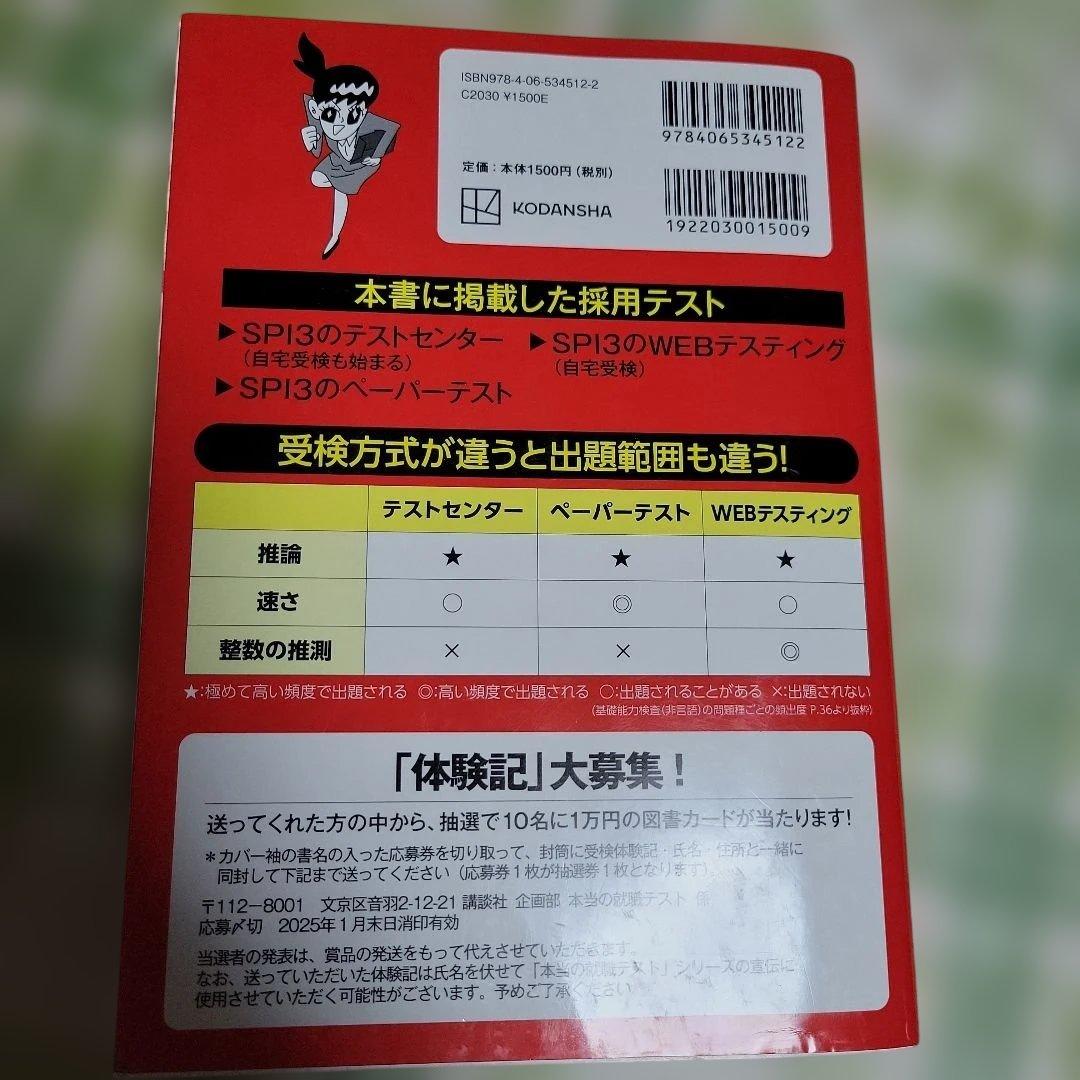 ISBN978-4-06-534512-2
C2030 ¥1500E
9784065345122
定価：本体1500円（税別）
KODANSHA
1922030015009
本書に掲載した採用テスト
▶SPI3のテストセンター
（自宅受検も始まる）
▶SPI3のWEBテスティング
（自宅受検）
▶SPI3のペーパーテスト
受検方式が違うと出題範囲も違う！
テストセンター ペーパーテスト WEBテスティング
推論 ★ ★ ★
速さ ○ ◎ ○
整数の推測 × × ◎
★：極めて高い頻度で出題される ◎：高い頻度で出題される ○：出題されることがある ×：出題されない
（基礎能力検査（非言語）の問題種ごとの頻出度 P.36より抜粋）
「体験記」大募集！
送ってくれた方の中から、抽選で10名に1万円の図書カードが当たります！
＊カバー袖の書名の入った応募券を切り取って、封筒に受検体験記・氏名・住所と一緒に
同封して下記まで送ってください（応募券1枚が抽選券1枚となります）
〒112－8001 文京区音羽2-12-21 講談社 企画部 本当の就職テスト 係
応募〆切 2025年1月末日消印有効
当選者の発表は、賞品の発送をもって代えさせていただきます。
なお、送っていただいた体験記は氏名を伏せて「本当の就職テスト」シリーズの宣伝に
使用させていただく可能性がございます。予めご了承ください